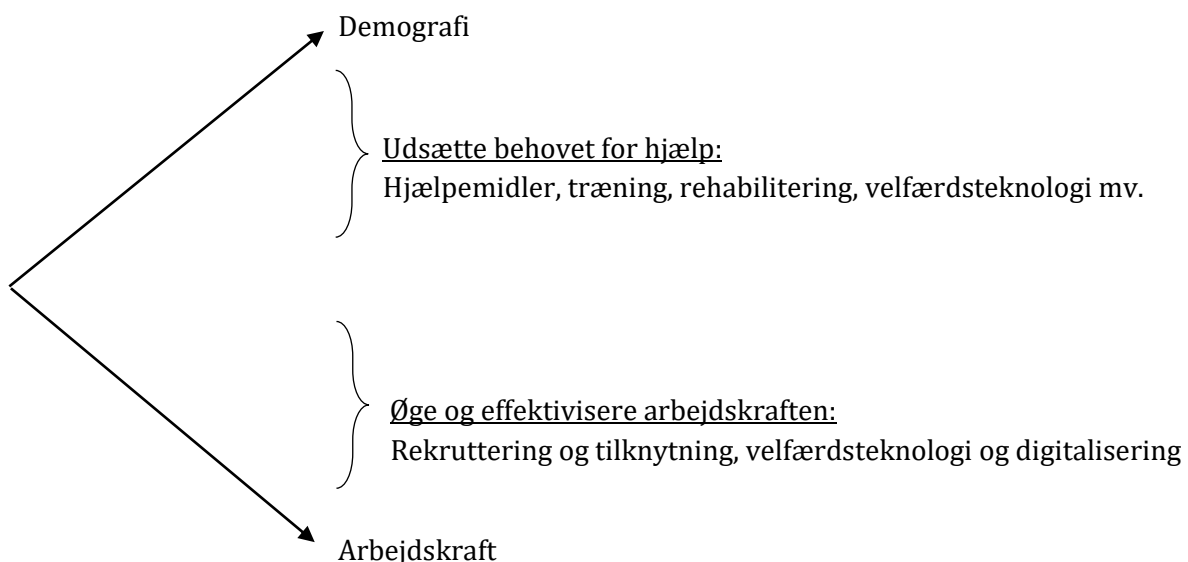 Demografi
Udsætte behovet for hjælp:
Hjælpemidler, træning, rehabilitering, velfærdsteknologi mv.
Øge og effektivisere arbejdskraften:
Rekruttering og tilknytning, velfærdsteknologi og digitalisering
Arbejdskraft